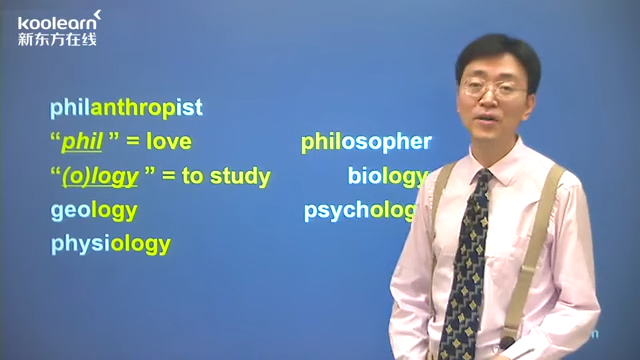 koolearn
新东方在线
philanthropist
“phil ” = love philosopher
“(o)logy ” = to study biology
geology psycholog
physiology